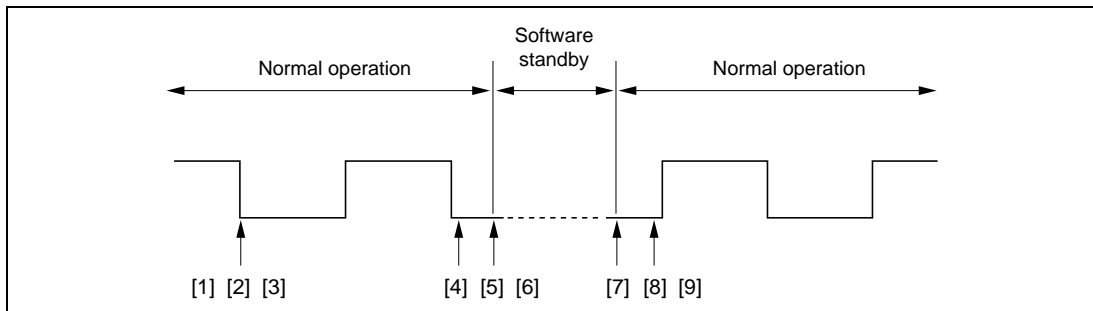 Software
standby
Normal operation
Normal operation
[1] [2] [3]
[4] [5] [6]
[7] [8] [9]